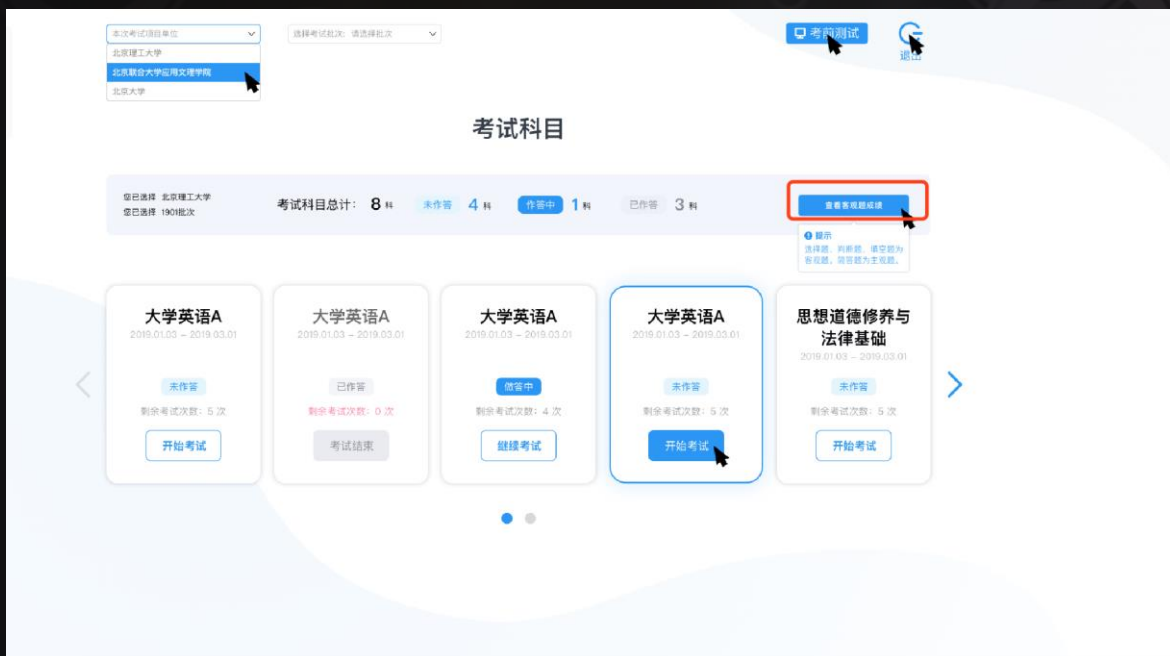 本次考试项目单位
选择考试批次：请选择批次
考前测试
退出
北京理工大学
北京联合大学应用文理学院
北京大学
考试科目
您已选择 北京理工大学
您已选择 1901批次
考试科目总计： 8 科 未作答 4 科 作答中 1 科 已作答 3 科
查看客观题成绩
提示
选择题、判断题、填空题为
客观题，简答题为主观题。
大学英语A
2019.01.03 – 2019.03.01
未作答
剩余考试次数：5 次
开始考试
大学英语A
2019.01.03 – 2019.03.01
已作答
剩余考试次数：0 次
考试结束
大学英语A
2019.01.03 – 2019.03.01
做答中
剩余考试次数：4 次
继续考试
大学英语A
2019.01.03 – 2019.03.01
未作答
剩余考试次数：5 次
开始考试
思想道德修养与
法律基础
2019.01.03 – 2019.03.01
未作答
剩余考试次数：5 次
开始考试